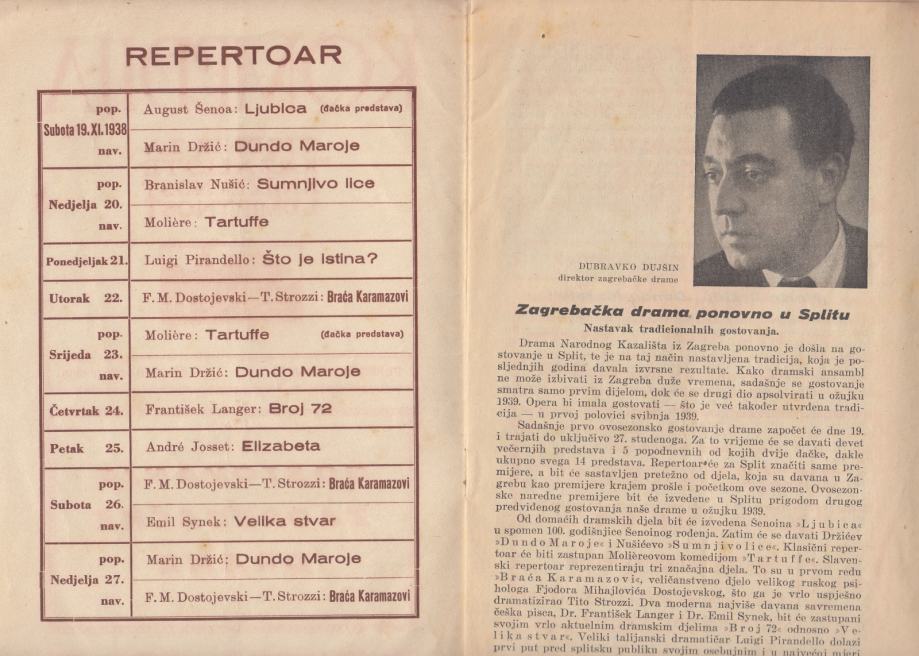 REPERTOAR
pop.
Subota 19. XI. 1938
nav.
August Šenoa: Ljubica (đačka predstava)
Marin Držić: Dundo Maroje
pop.
Nedjelja 20.
nav.
Branislav Nušić: Sumnjivo lice
Molière: Tartuffe
Ponedjeljak 21.
Luigi Pirandello: Što je istina?
Utorak 22.
F. M. Dostojevski—T. Strozzi: Braća Karamazovi
pop.
Srijeda 23.
nav.
Molière: Tartuffe (đačka predstava)
Marin Držić: Dundo Maroje
Četvrtak 24.
František Langer: Broj 72
Petak 25.
André Josset: Elizabeta
pop.
Subota 26.
nav.
F. M. Dostojevski—T. Strozzi: Braća Karamazovi
Emil Synek: Velika stvar
pop.
Nedjelja 27.
nav.
Marin Držić: Dundo Maroje
F. M. Dostojevski—T. Strozzi: Braća Karamazovi
DUBRAVKO DUJŠIN
direktor zagrebačke drame
Zagrebačka drama ponovno u Splitu
Nastavak tradicionalnih gostovanja.
Drama Narodnog Kazališta iz Zagreba ponovno je došla na go-
stovanje u Split, te je na taj način nastavljena tradicija, koja je po-
sljednjih godina davala izvrsne rezultate. Kako dramski ansambl
ne može izbivati iz Zagreba duže vremena, sadašnje se gostovanje
smatra samo prvim dijelom, dok će se drugi dio apsolvirati u ožujku
1939. Opera bi imala gostovati — što je već također utvrđena tradi-
cija — u prvoj polovici svibnja 1939.
Sadašnje prvo ovosezonsko gostovanje drame započet će dne 19.
i trajati do uključivo 27. studenoga. Za to vrijeme će se davati devet
večernjih predstava i 5 popodnevnih od kojih dvije đačke, dakle
ukupno svega 14 predstava. Repertoar će za Split značiti same pre-
mijere, a bit će sastavljen pretežno od djela, koja su davana u Za-
grebu kao premijere krajem prošle i početkom ove sezone. Ovosezon-
ske naredne premijere bit će izvedene u Splitu prigodom drugog
predviđenog gostovanja naše drame u ožujku 1939.
Od domaćih dramskih djela bit će izvedena Šenoina »Ljubica«
u spomen 100. godišnjice Šenoinog rođenja. Zatim će se davati Držićev
»Dundo Maroje« i Nušićevo »Sumnjivo lice«. Klasični reper-
toar će biti zastupan Molièreovom komedijom »Tartuffe«. Slaven-
ski repertoar reprezentiraju tri značajna djela. To su u prvom redu
»Braća Karamazovi«, veličanstveno djelo velikog ruskog psi-
hologa Fjodora Mihajlovića Dostojevskog, što ga je vrlo uspješno
dramatizirao Tito Strozzi. Dva moderna najviše davana savremena
češka pisca, Dr. František Langer i Dr. Emil Synek, bit će zastupani
svojim vrlo aktuelnim dramskim djelima »Broj 72« odnosno »Ve-
lika stvar«. Veliki talijanski dramatičar Luigi Pirandello dolazi
prvi put pred splitsku publiku svojim osebujnim i u najvećoj mjeri